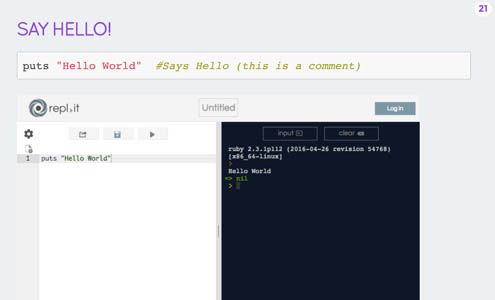 21
SAY HELLO!
puts "Hello World"  #Says Hello (this is a comment)
repl.it
Untitled
Log in
input
clear
1 puts "Hello World"
ruby 2.3.1p112 (2016-04-26 revision 54768)
[x86_64-linux]
>
Hello World
=> nil
>